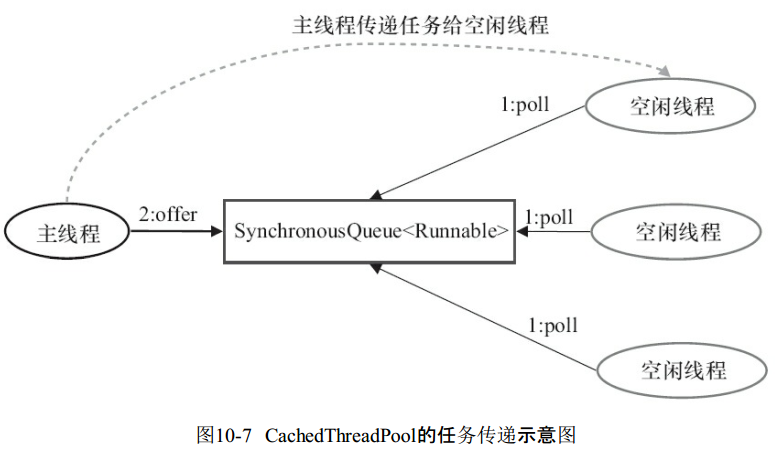 主线程传递任务给空闲线程
1:poll
空闲线程
2:offer
主线程
SynchronousQueue<Runnable>
1:poll
空闲线程
1:poll
空闲线程
图10-7 CachedThreadPool的任务传递示意图